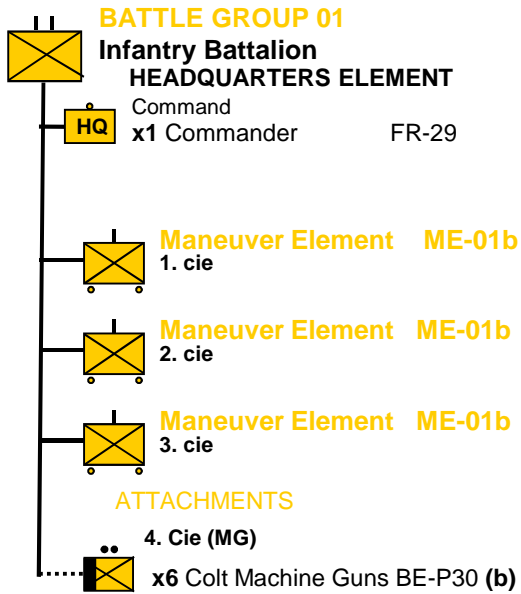 BATTLE GROUP 01
Infantry Battalion
HEADQUARTERS ELEMENT
Command
HQ x1 Commander FR-29
Maneuver Element ME-01b
1. cie
Maneuver Element ME-01b
2. cie
Maneuver Element ME-01b
3. cie
ATTACHMENTS
4. Cie (MG)
x6 Colt Machine Guns BE-P30 (b)